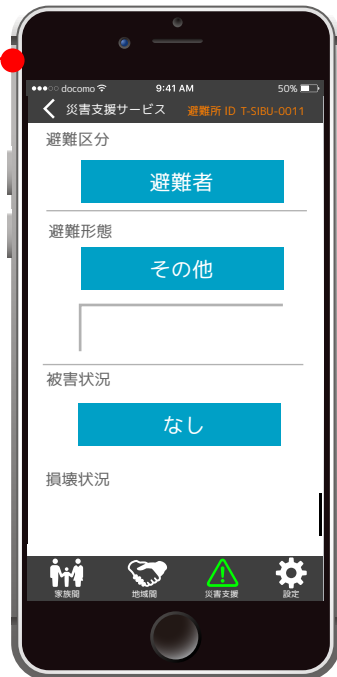 docomo 9:41 AM 50%
災害支援サービス 避難所 ID T-SIBU-0011
避難区分
避難者
避難形態
その他
被害状況
なし
損壊状況
家族間 地域間 災害支援 設定